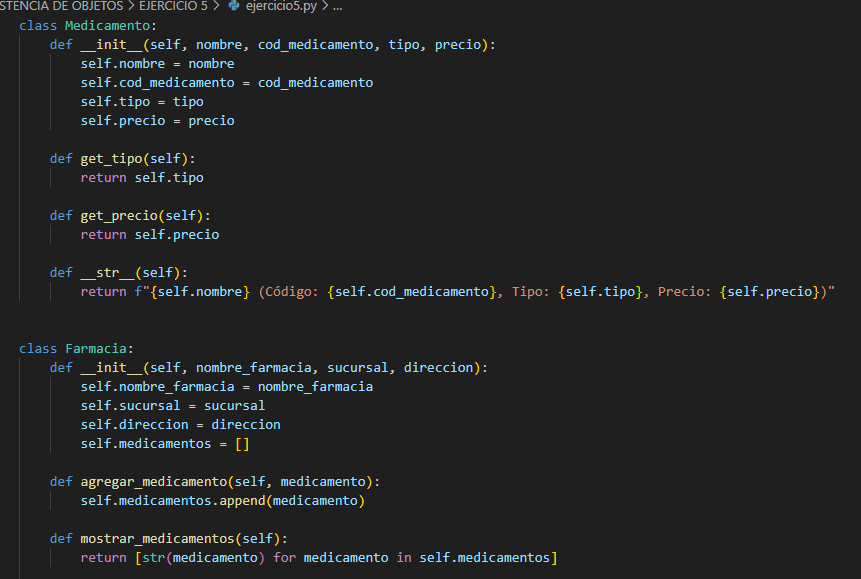 STENCIA DE OBJETOS > EJERCICIO 5 > ejercicio5.py > ...
class Medicamento:
    def __init__(self, nombre, cod_medicamento, tipo, precio):
        self.nombre = nombre
        self.cod_medicamento = cod_medicamento
        self.tipo = tipo
        self.precio = precio
    def get_tipo(self):
        return self.tipo
    def get_precio(self):
        return self.precio
    def __str__(self):
        return f"{self.nombre} (Código: {self.cod_medicamento}, Tipo: {self.tipo}, Precio: {self.precio})"
class Farmacia:
    def __init__(self, nombre_farmacia, sucursal, direccion):
        self.nombre_farmacia = nombre_farmacia
        self.sucursal = sucursal
        self.direccion = direccion
        self.medicamentos = []
    def agregar_medicamento(self, medicamento):
        self.medicamentos.append(medicamento)
    def mostrar_medicamentos(self):
        return [str(medicamento) for medicamento in self.medicamentos]